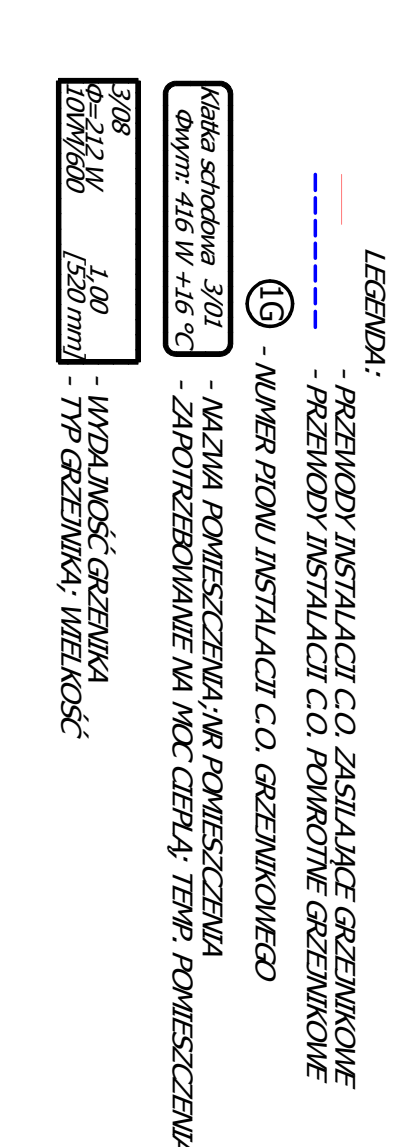 LEGENDA:
- PRZEWODY INSTALACJI C.O. ZASILAJĄCE GRZEJNIKOWE
- PRZEWODY INSTALACJI C.O. POWROTNE GRZEJNIKOWE
1G - NUMER PIONU INSTALACJI C.O. GRZEJNIKOWEGO
Klatka schodowa 3/01 - NAZWA POMIESZCZENIA; NR POMIESZCZENIA
Φwym: 416 W +16 °C - ZAPOTRZEBOWANIE NA MOC CIEPLĄ; TEMP. POMIESZCZENIA
3/08
Φ=212 W 1,00 - WYDAJNOŚĆ GRZENIKA
10VM/600 [520 mm] - TYP GRZEJNIKA; WIELKOŚĆ